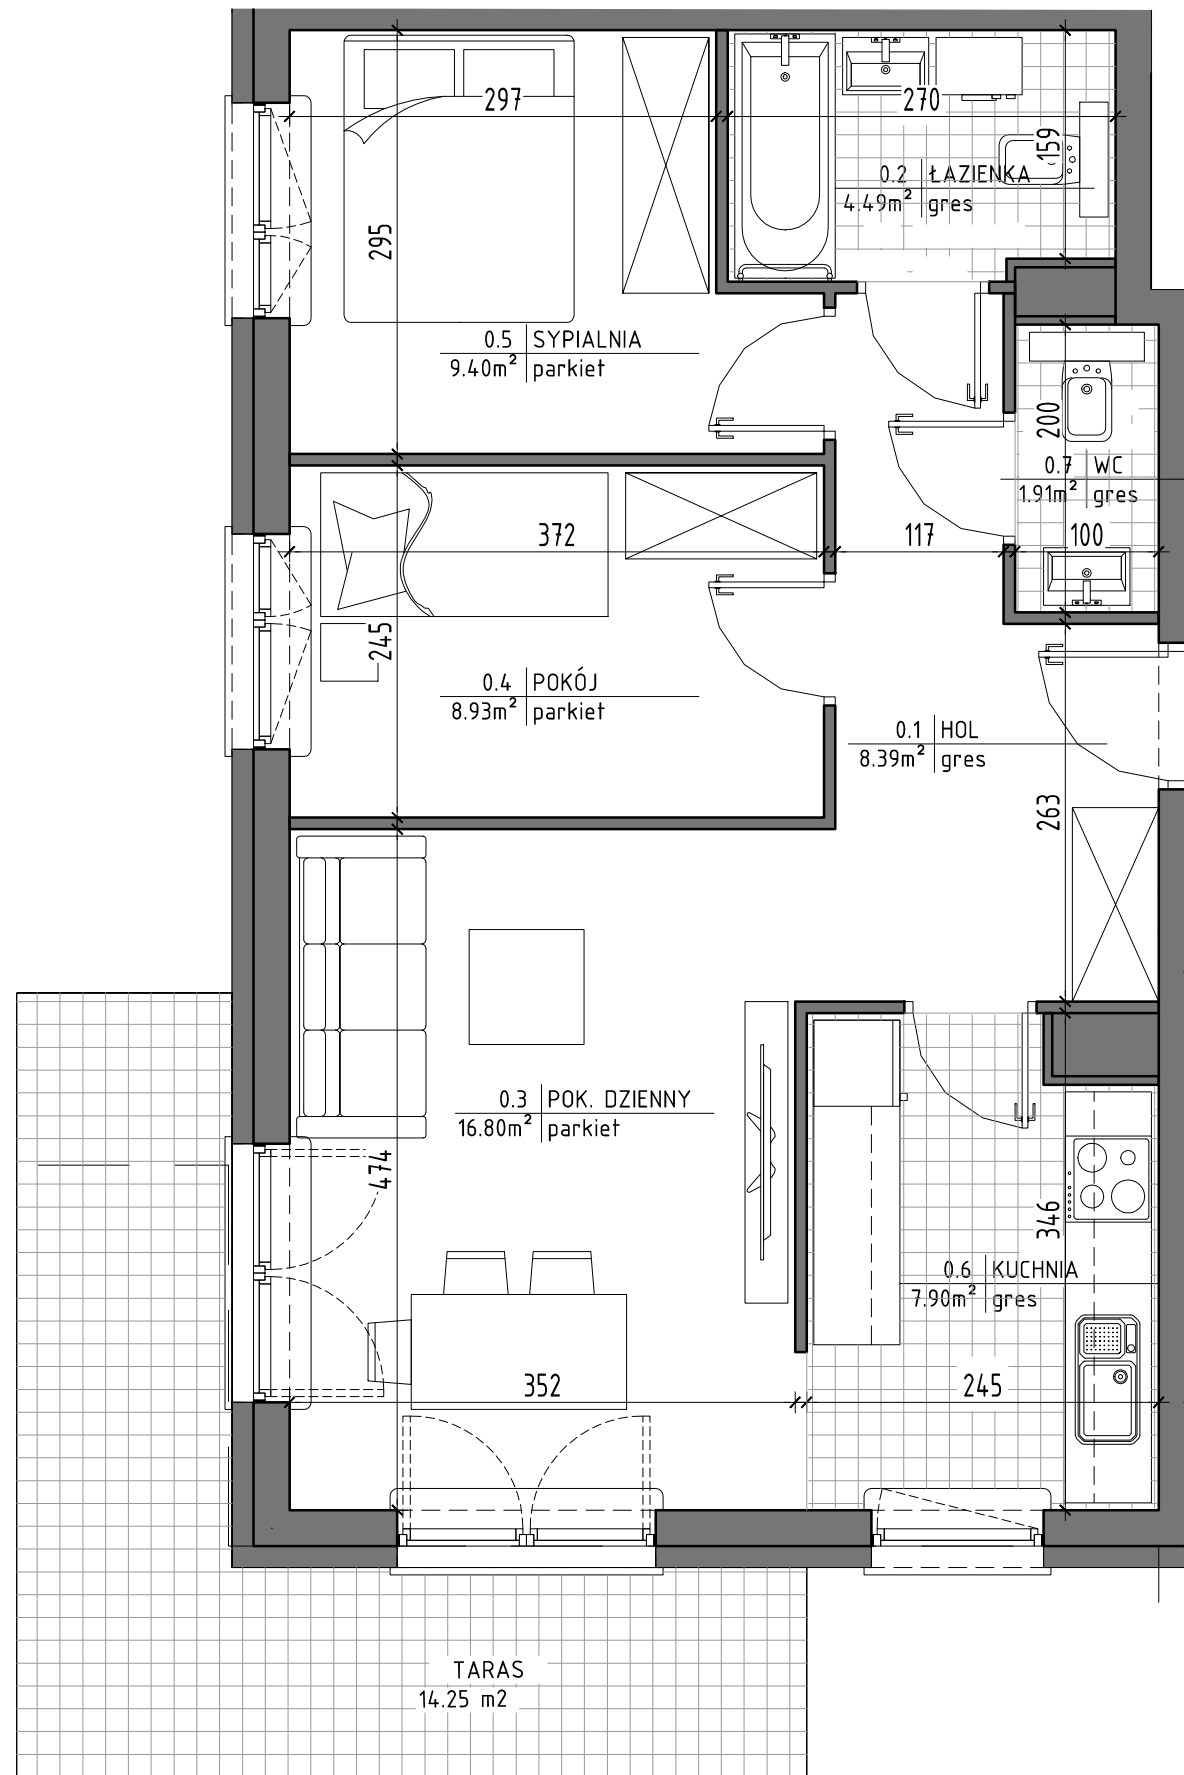 297
270
159
0.2 ŁAZIENKA
4.49m² gres
295
0.5 SYPIALNIA
9.40m² parkiet
200
0.7 WC
1.91m² gres
372
117
100
245
0.4 POKÓJ
8.93m² parkiet
0.1 HOL
8.39m² gres
263
0.3 POK. DZIENNY
16.80m² parkiet
474
346
0.6 KUCHNIA
7.90m² gres
352
245
TARAS
14.25 m2